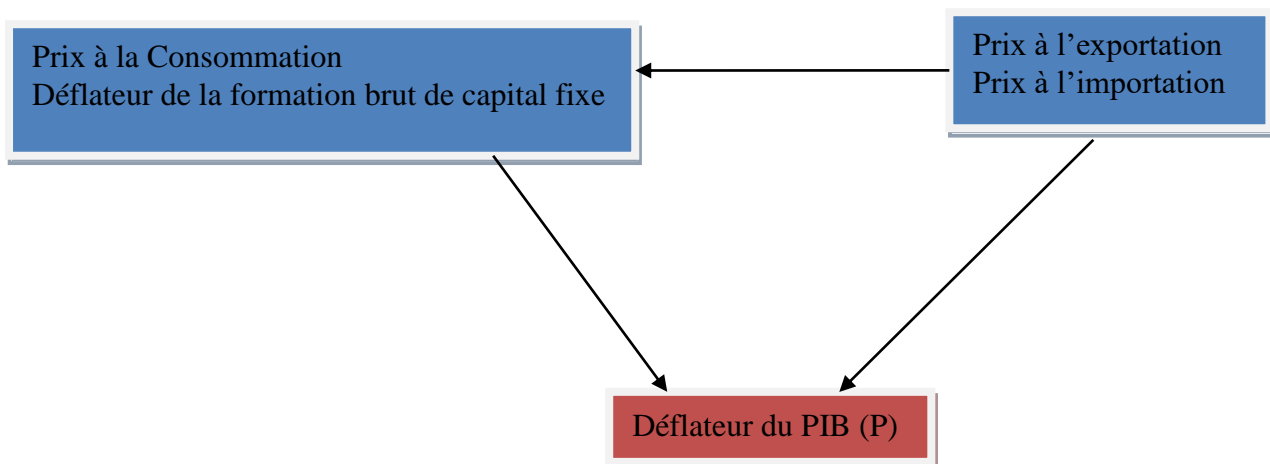 Prix à la Consommation
Déflateur de la formation brut de capital fixe
Prix à l’exportation
Prix à l’importation
Déflateur du PIB (P)